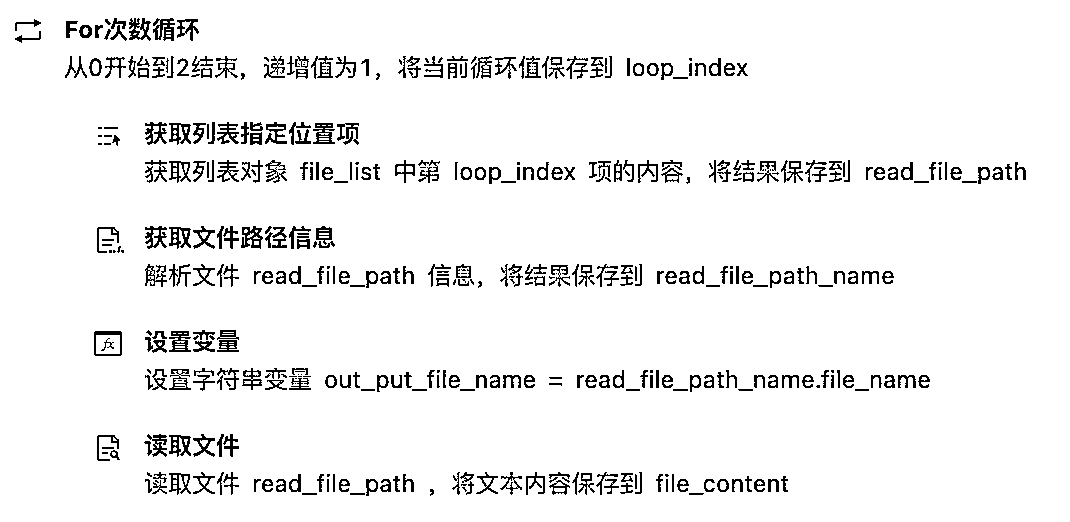 For次数循环
从0开始到2结束，递增值为1，将当前循环值保存到 loop_index
获取列表指定位置项
获取列表对象 file_list 中第 loop_index 项的内容，将结果保存到 read_file_path
获取文件路径信息
解析文件 read_file_path 信息，将结果保存到 read_file_path_name
设置变量
设置字符串变量 out_put_file_name = read_file_path_name.file_name
读取文件
读取文件 read_file_path ，将文本内容保存到 file_content